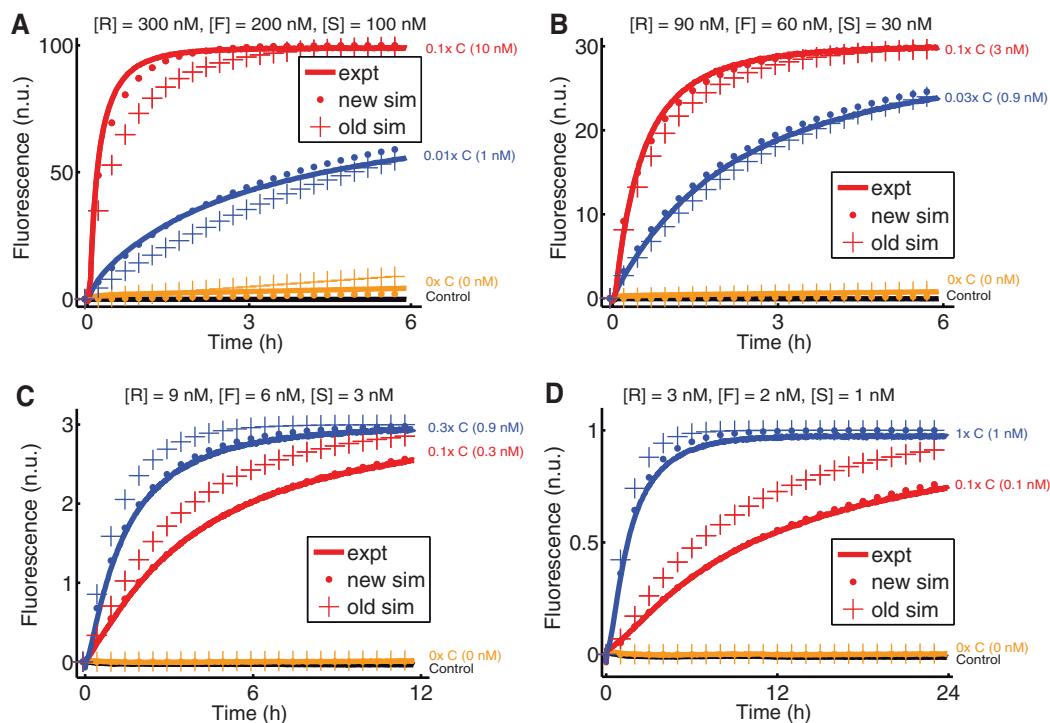 A
[R] = 300 nM, [F] = 200 nM, [S] = 100 nM
100
50
0
Fluorescence (n.u.)
0.1x C (10 nM)
expt
new sim
old sim
0.01x C (1 nM)
0x C (0 nM)
Control
0
3
6
Time (h)
B
[R] = 90 nM, [F] = 60 nM, [S] = 30 nM
30
20
10
0
Fluorescence (n.u.)
0.1x C (3 nM)
0.03x C (0.9 nM)
expt
new sim
old sim
0x C (0 nM)
Control
0
3
6
Time (h)
C
[R] = 9 nM, [F] = 6 nM, [S] = 3 nM
3
2
1
0
Fluorescence (n.u.)
0.3x C (0.9 nM)
0.1x C (0.3 nM)
expt
new sim
old sim
0x C (0 nM)
Control
0
6
12
Time (h)
D
[R] = 3 nM, [F] = 2 nM, [S] = 1 nM
1
0.5
0
Fluorescence (n.u.)
1x C (1 nM)
0.1x C (0.1 nM)
expt
new sim
old sim
0x C (0 nM)
Control
0
12
24
Time (h)